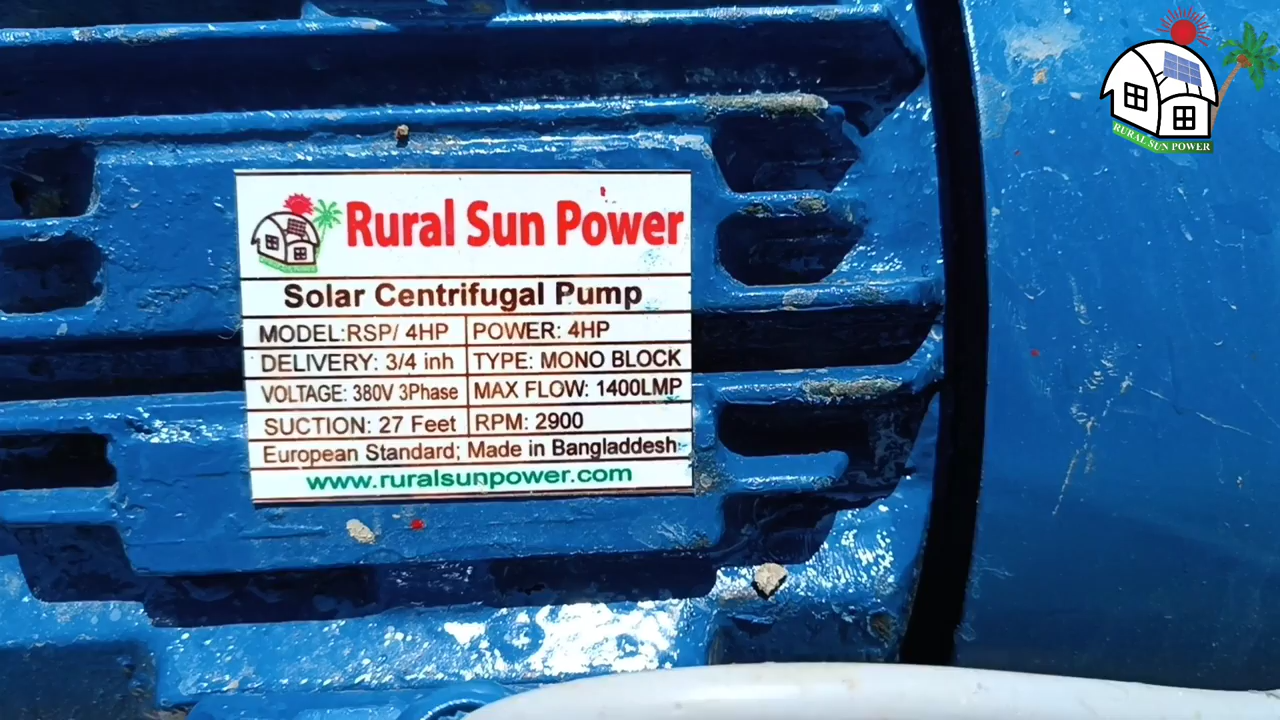 RURAL SUN POWER
Rural Sun Power
Solar Centrifugal Pump
MODEL:RSP/ 4HP POWER: 4HP
DELIVERY: 3/4 inh TYPE: MONO BLOCK
VOLTAGE: 380V 3Phase MAX FLOW: 1400LMP
SUCTION: 27 Feet RPM: 2900
European Standard; Made in Bangladdesh
www.ruralsunpower.com